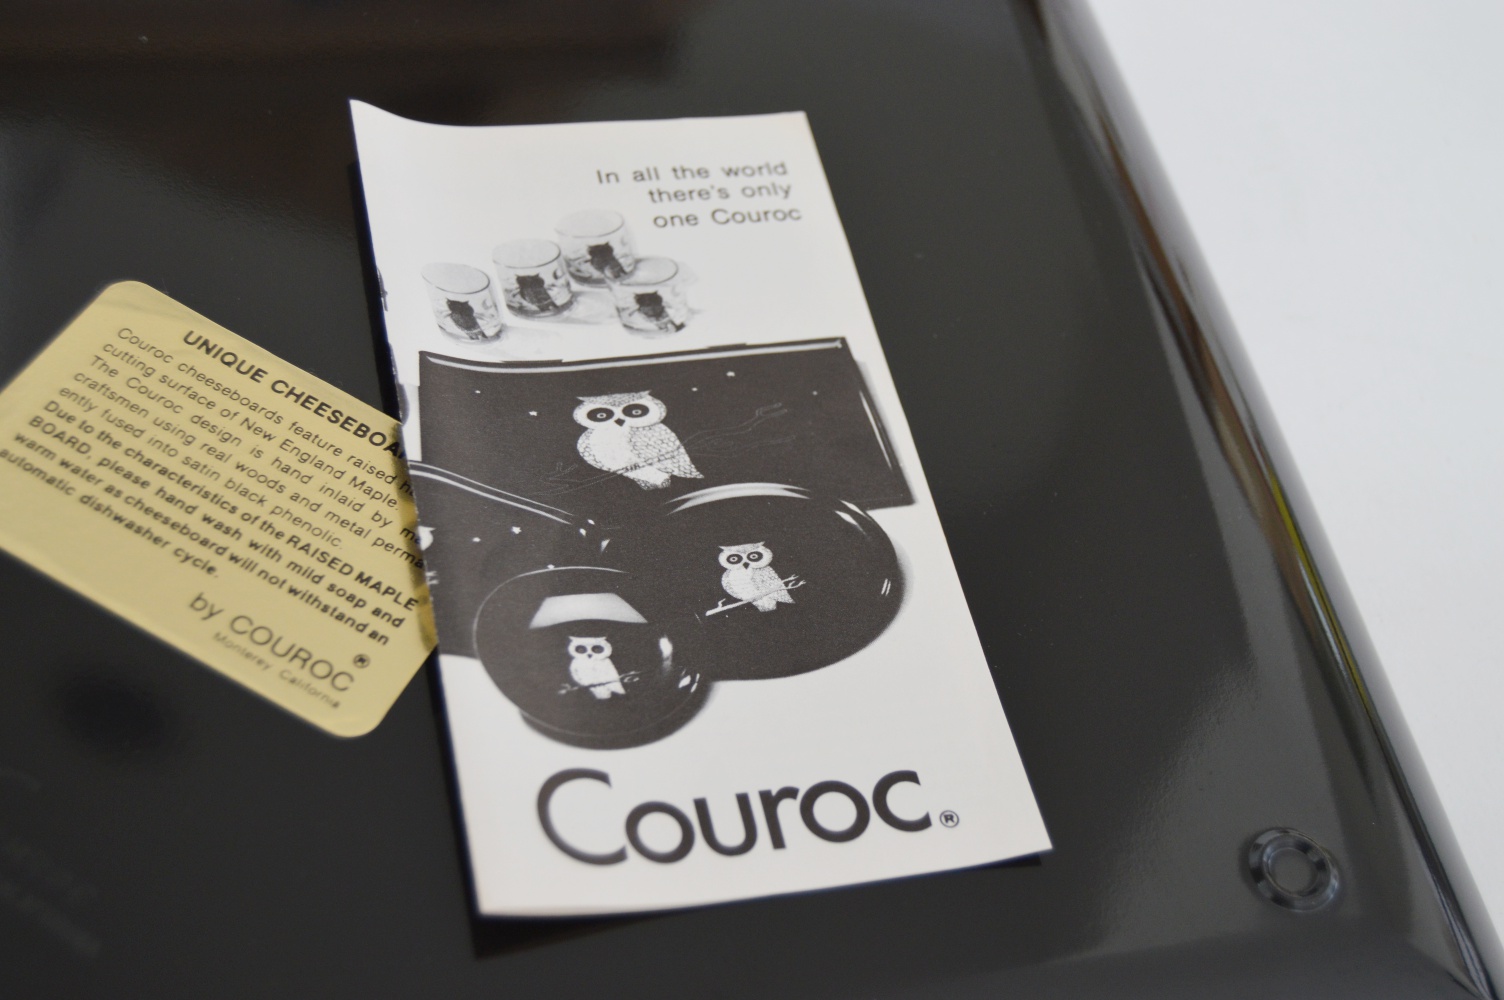 In all the world
there's only
one Couroc
Couroc®
UNIQUE CHEESEBOA
Couroc cheeseboards feature raised
cutting surface of New England Maple.
The Couroc design is hand inlaid by
craftsmen using real woods and metal perma
ently fused into satin black phenolic.
Due to the characteristics of the RAISED MAPLE
BOARD, please hand wash with mild soap and
warm water as cheeseboard will not withstand an
automatic dishwasher cycle.
by COUROC®
Monterey California